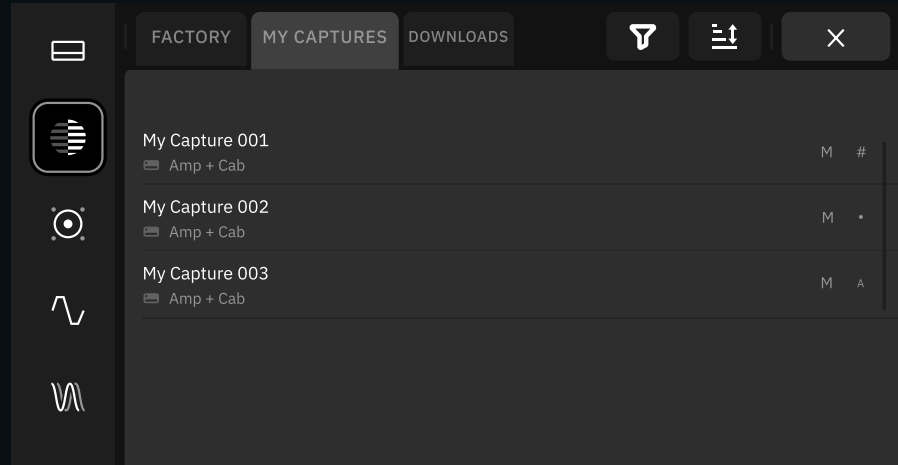 FACTORY MY CAPTURES DOWNLOADS
My Capture 001
Amp + Cab
M #
My Capture 002
Amp + Cab
M •
My Capture 003
Amp + Cab
M A